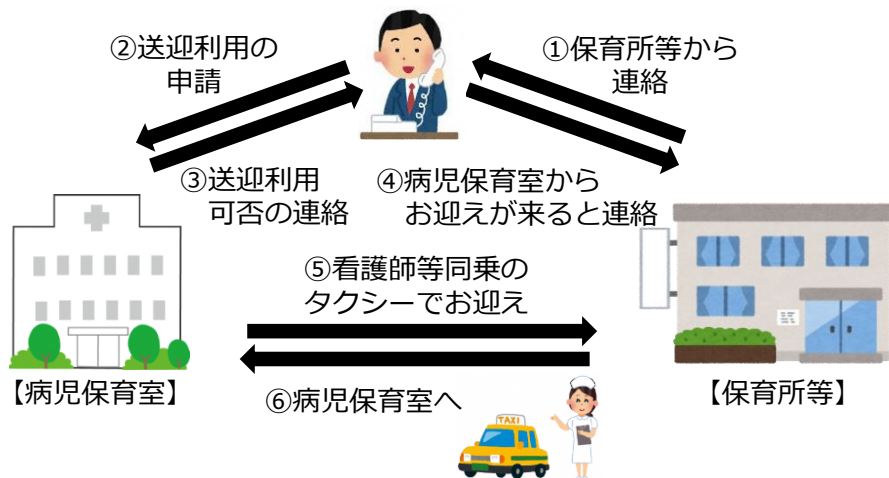 ②送迎利用の
申請
①保育所等から
連絡
③送迎利用
可否の連絡
④病児保育室から
お迎えが来ると連絡
⑤看護師等同乗の
タクシーでお迎え
【病児保育室】
⑥病児保育室へ
【保育所等】
TAXI